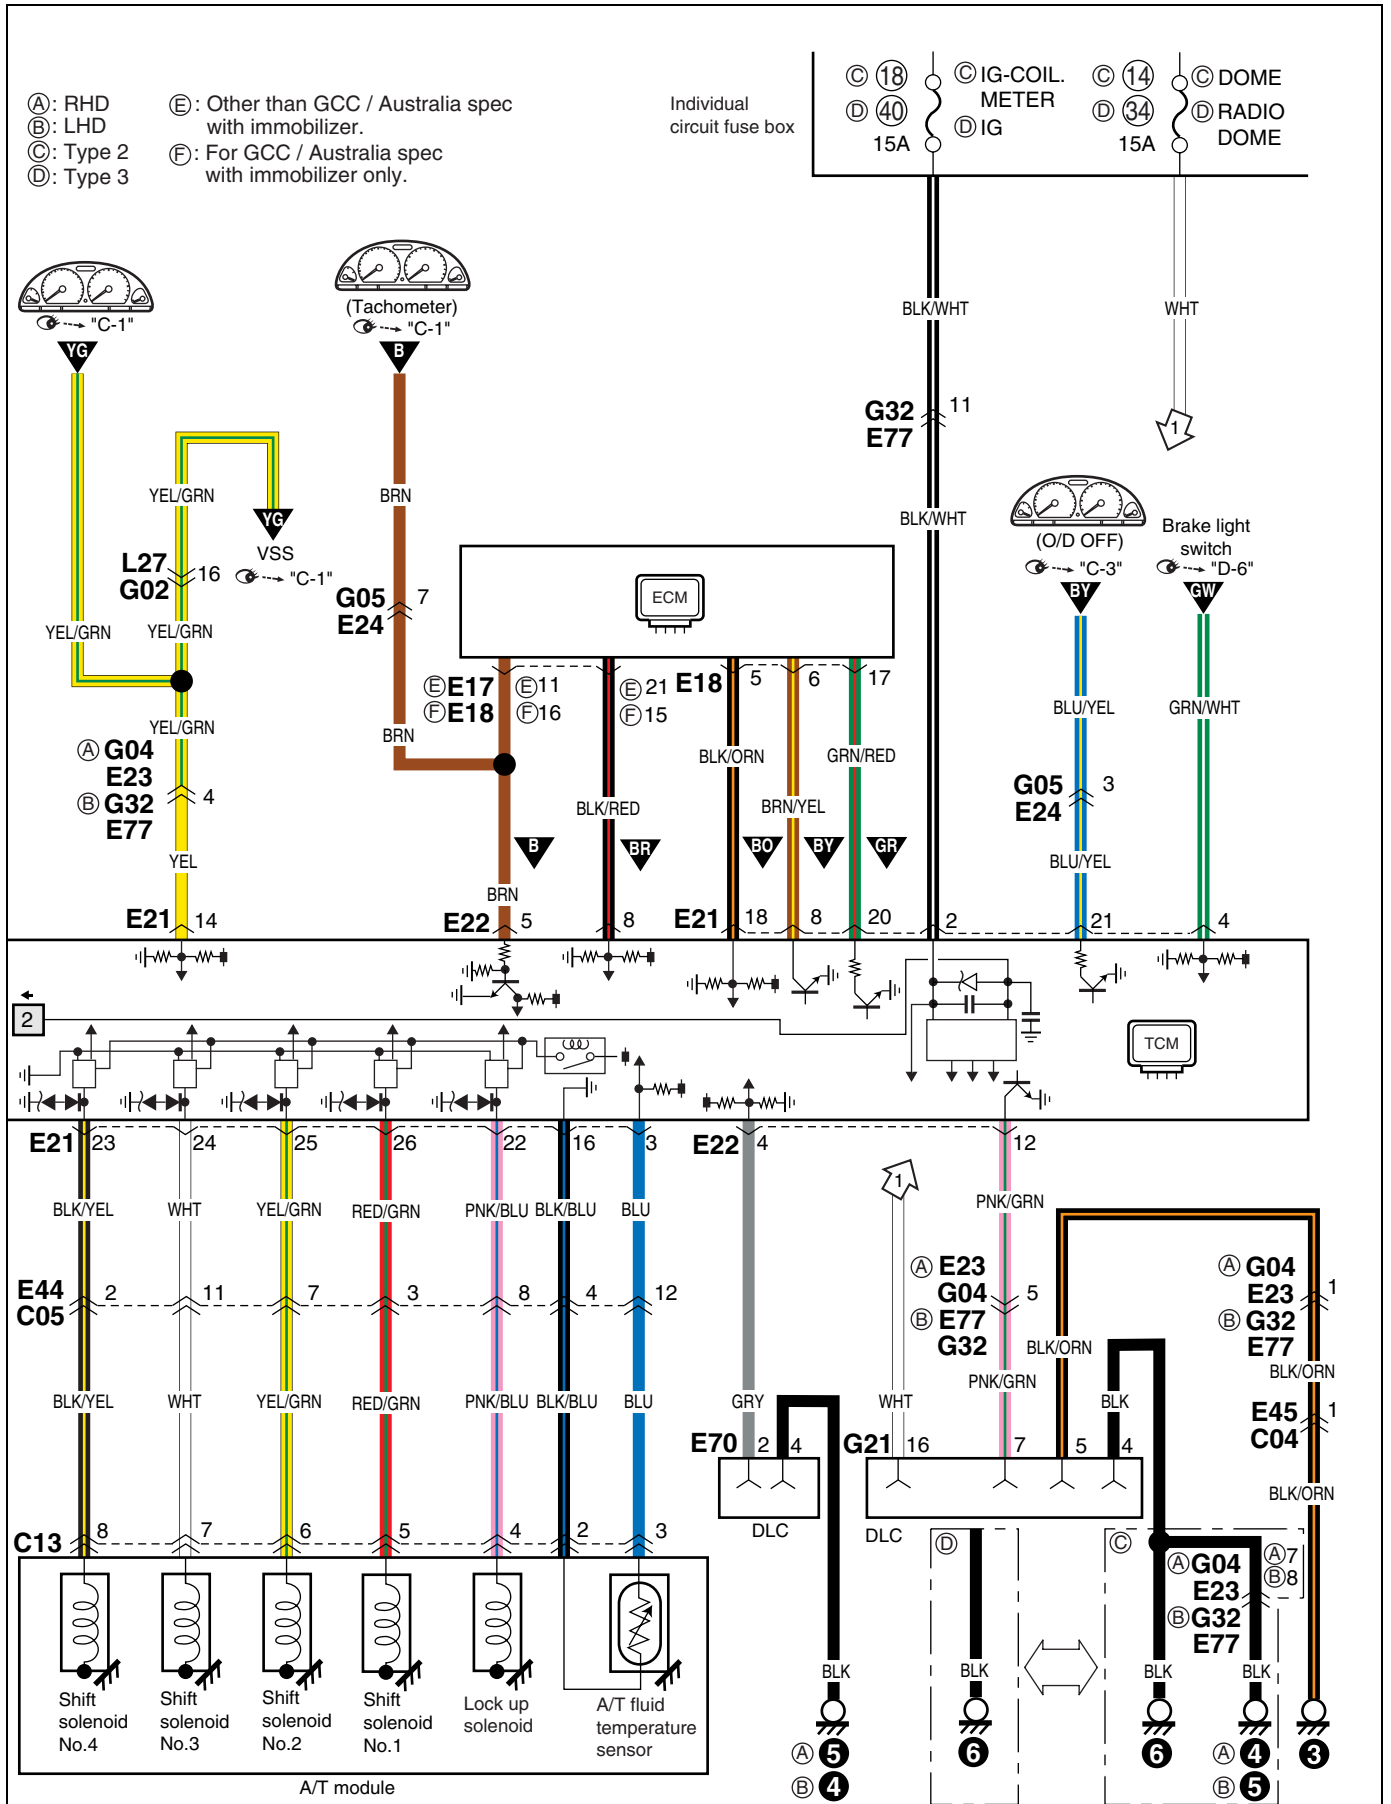 Ⓐ: RHD
Ⓑ: LHD
Ⓒ: Type 2
Ⓓ: Type 3
Ⓔ: Other than GCC / Australia spec
with immobilizer.
Ⓕ: For GCC / Australia spec
with immobilizer only.
Individual
circuit fuse box
Ⓒ 18
Ⓓ 40
15A
Ⓒ IG-COIL.
METER
Ⓓ IG
Ⓒ 14
Ⓓ 34
15A
Ⓒ DOME
Ⓓ RADIO
DOME
"C-1"
YG
(Tachometer)
"C-1"
B
BLK/WHT
WHT
G32
E77
11
1
YEL/GRN
YG
VSS
"C-1"
L27
G02
16
YEL/GRN
YEL/GRN
BRN
G05
E24
7
ECM
BLK/WHT
(O/D OFF)
"C-3"
BY
Brake light
switch
"D-6"
GW
YEL/GRN
Ⓐ G04
E23
Ⓑ G32
E77
4
YEL
BRN
Ⓔ E17
Ⓕ E18
Ⓔ 11
Ⓕ 16
Ⓔ 21
Ⓕ 15
E18
5
6
17
BLK/ORN
GRN/RED
BLK/RED
BRN/YEL
BLU/YEL
GRN/WHT
G05
E24
3
BLU/YEL
B
BR
BO
BY
GR
BRN
E21
14
E22
5
8
E21
18
8
20
2
21
4
2
TCM
E21
23
24
25
26
22
16
3
E22
4
12
BLK/YEL
WHT
YEL/GRN
RED/GRN
PNK/BLU
BLK/BLU
BLU
1
PNK/GRN
E44
C05
2
11
7
3
8
4
12
Ⓐ E23
G04
Ⓑ E77
G32
5
Ⓐ G04
E23
Ⓑ G32
E77
1
BLK/ORN
BLK/ORN
PNK/GRN
BLK/YEL
WHT
YEL/GRN
RED/GRN
PNK/BLU
BLK/BLU
BLU
GRY
WHT
BLK
E45
C04
1
E70
2
4
G21
16
7
5
4
DLC
DLC
BLK/ORN
C13
8
7
6
5
4
2
3
Ⓓ
Ⓒ
Ⓐ G04
E23
Ⓑ G32
E77
Ⓐ7
Ⓑ8
BLK
BLK
BLK
BLK
Shift
solenoid
No.4
Shift
solenoid
No.3
Shift
solenoid
No.2
Shift
solenoid
No.1
Lock up
solenoid
A/T fluid
temperature
sensor
A/T module
Ⓐ 5
Ⓑ 4
6
6
Ⓐ 4
Ⓑ 5
3